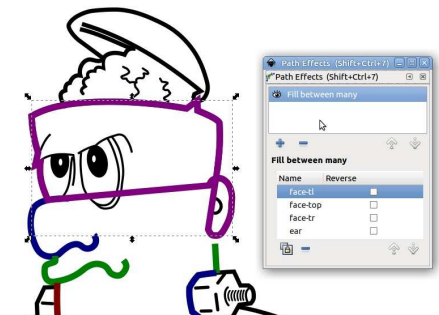 Path Effects (Shift+Ctrl+7)
Path Effects (Shift+Ctrl+7)
Fill between many
Fill between many
Name Reverse
face-tl
face-top
face-tr
ear